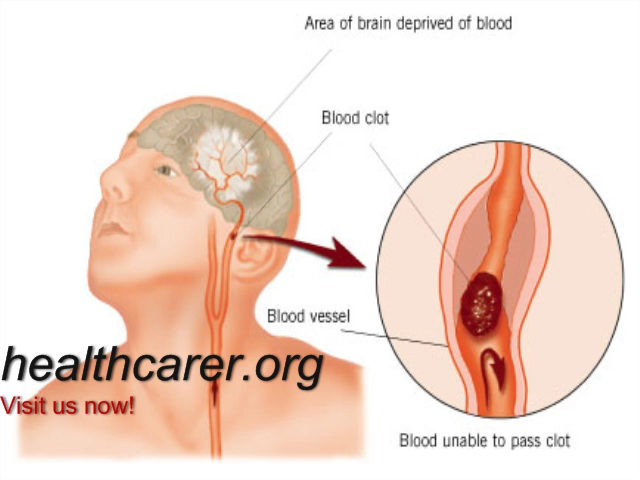 Area of brain deprived of blood
Blood clot
Blood vessel
healthcarer.org
Visit us now!
Blood unable to pass clot